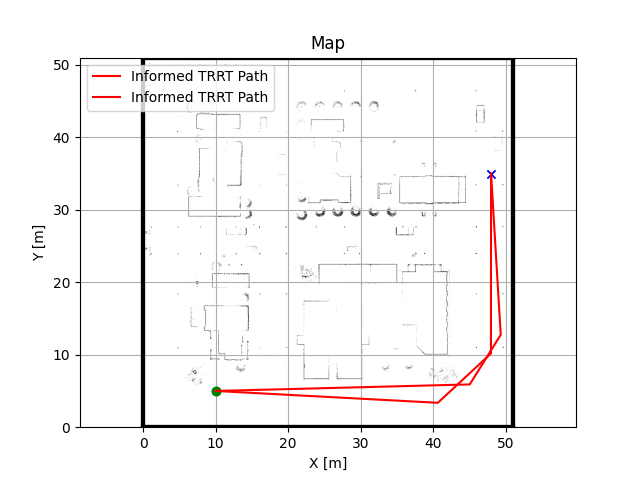 Map
Informed TRRT Path
Informed TRRT Path
50
40
30
20
10
0
Y [m]
0 10 20 30 40 50
X [m]